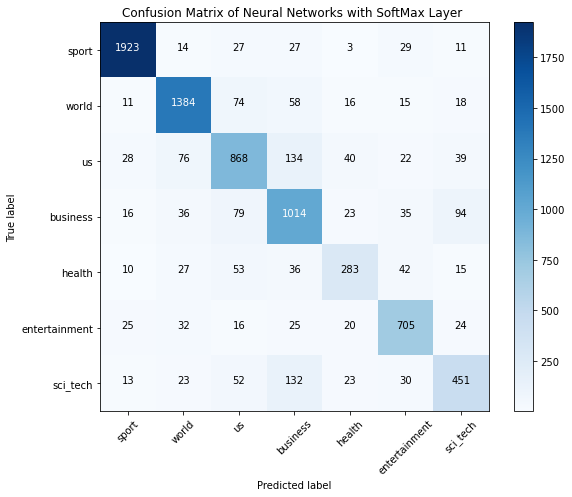 Confusion Matrix of Neural Networks with SoftMax Layer
sport 1923 14 27 27 3 29 11
world 11 1384 74 58 16 15 18
us 28 76 868 134 40 22 39
business 16 36 79 1014 23 35 94
health 10 27 53 36 283 42 15
entertainment 25 32 16 25 20 705 24
sci_tech 13 23 52 132 23 30 451
True label
sport world us business health entertainment sci_tech
Predicted label
1750
1500
1250
1000
750
500
250